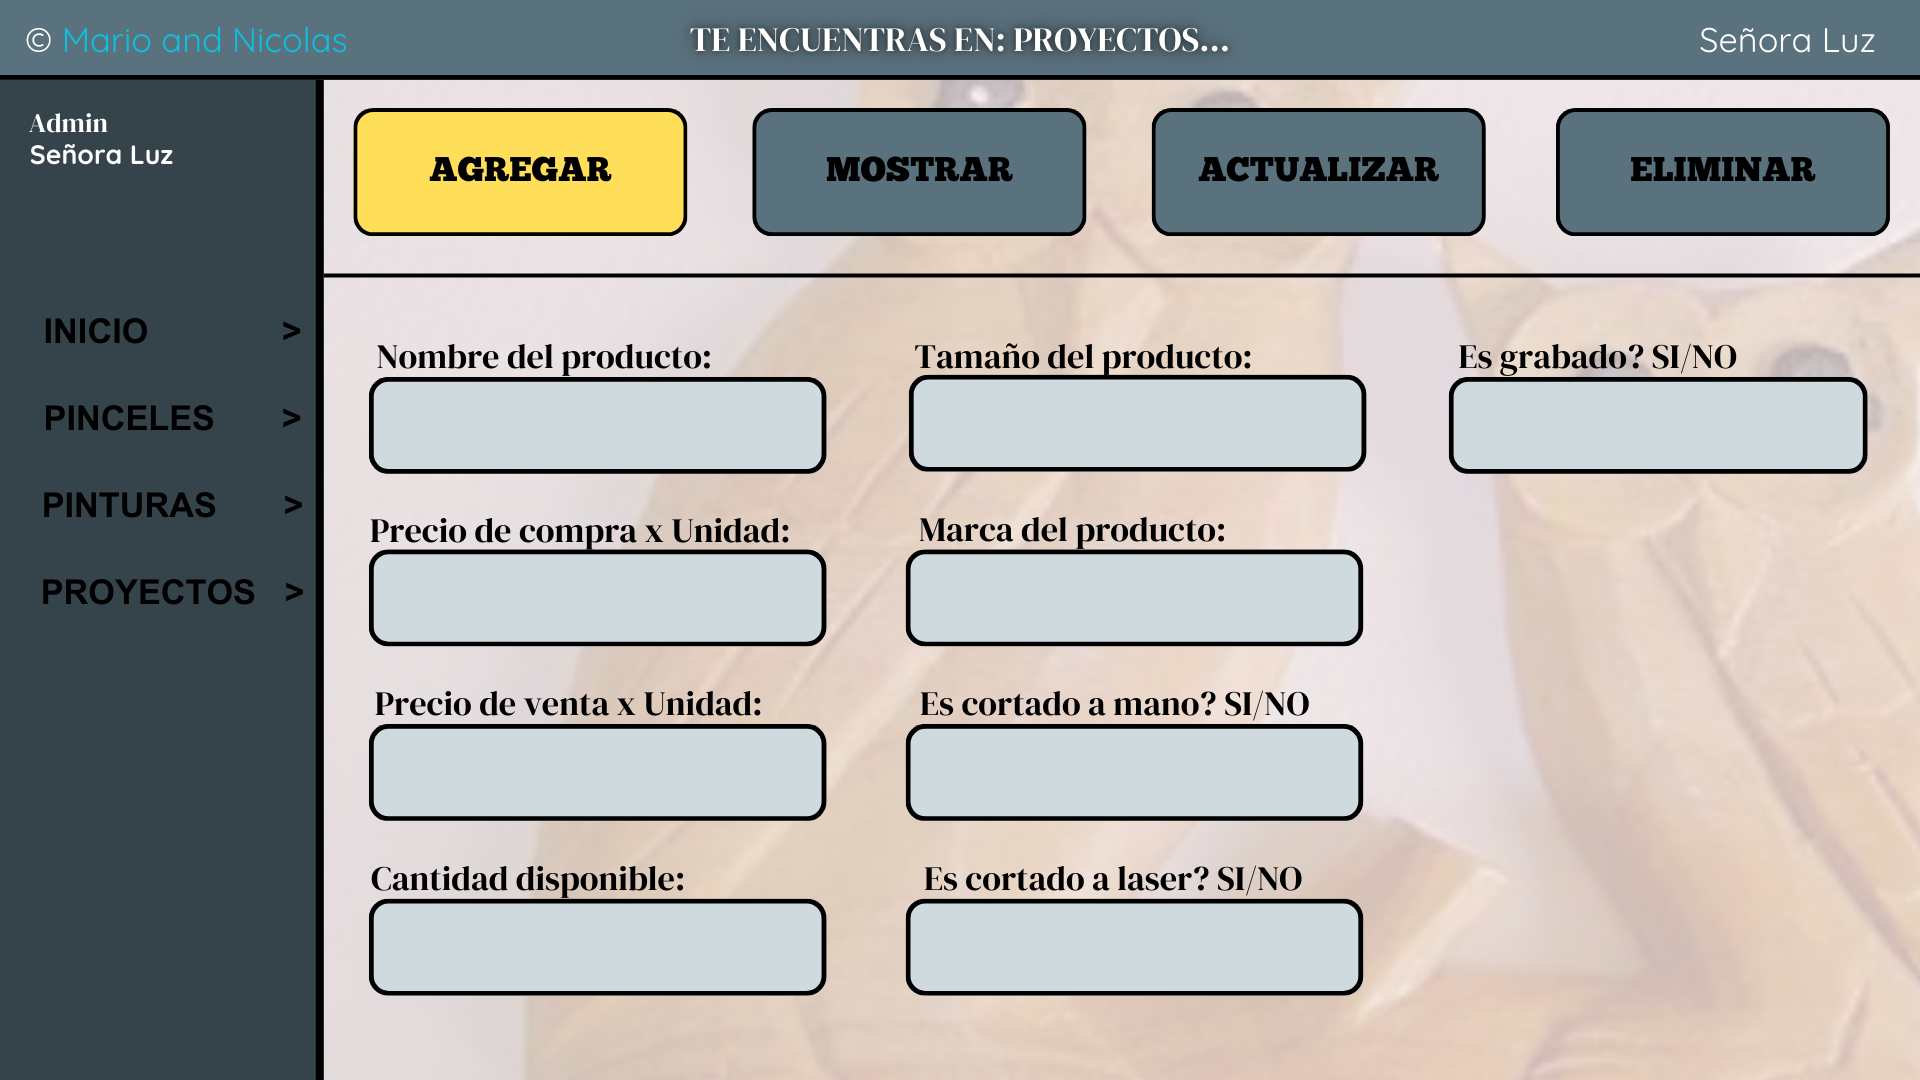 © Mario and Nicolas
TE ENCUENTRAS EN: PROYECTOS...
Señora Luz
Admin
Señora Luz
INICIO >
PINCELES >
PINTURAS >
PROYECTOS >
AGREGAR
MOSTRAR
ACTUALIZAR
ELIMINAR
Nombre del producto:
Tamaño del producto:
Es grabado? SI/NO
Precio de compra x Unidad:
Marca del producto:
Precio de venta x Unidad:
Es cortado a mano? SI/NO
Cantidad disponible:
Es cortado a laser? SI/NO